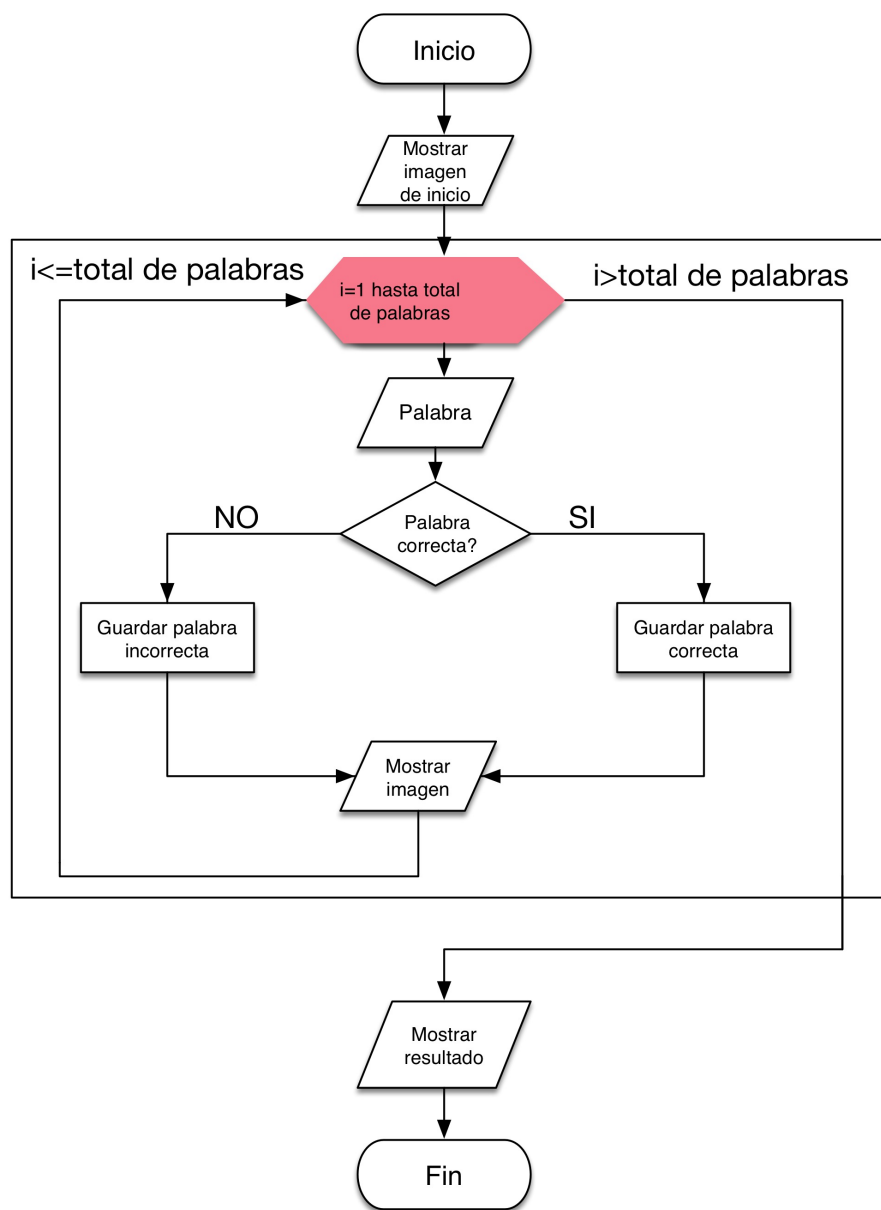 Inicio
Mostrar
imagen
de inicio
i<=total de palabras
i>total de palabras
i=1 hasta total
de palabras
Palabra
NO
SI
Palabra
correcta?
Guardar palabra
incorrecta
Guardar palabra
correcta
Mostrar
imagen
Mostrar
resultado
Fin